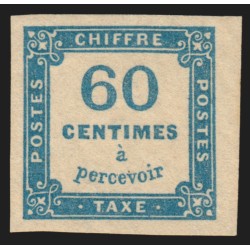 CHIFFRE
POSTES
60
CENTIMES
à
percevoir
POSTES
TAXE